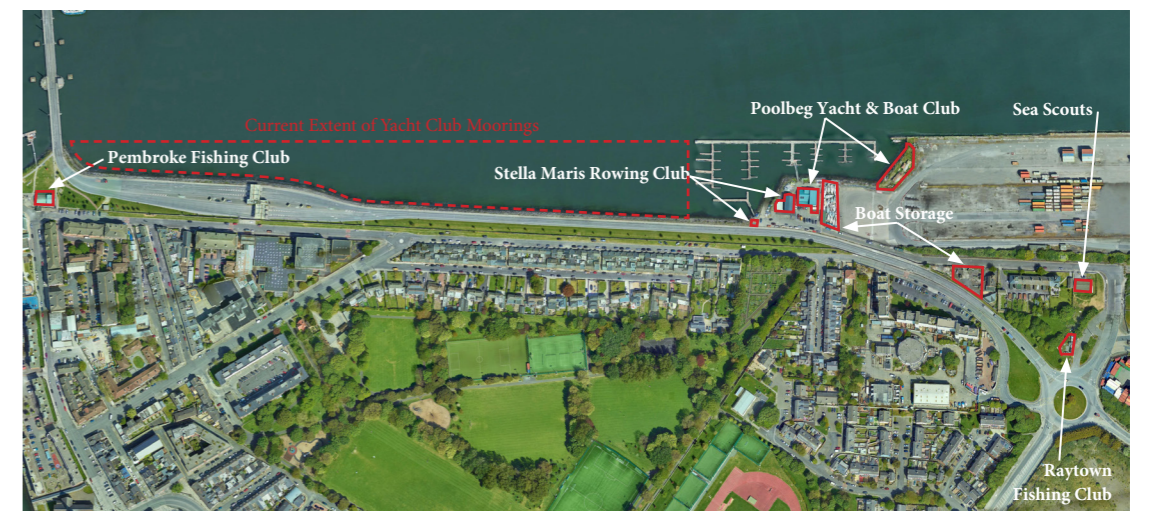 Poolbeg Yacht & Boat Club
Sea Scouts
Current Extent of Yacht Club Moorings
Pembroke Fishing Club
Stella Maris Rowing Club
Boat Storage
Raytown
Fishing Club